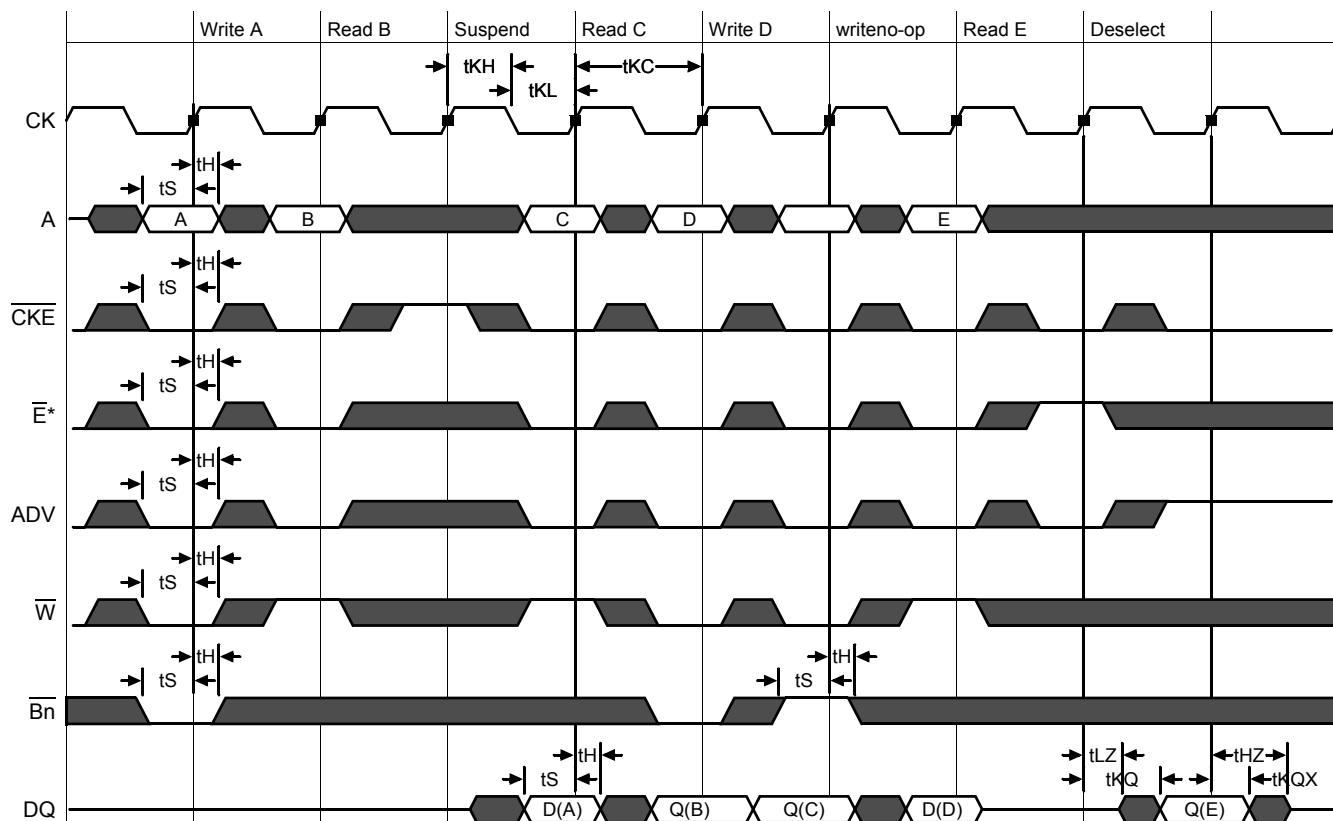 Write A Read B Suspend Read C Write D writeno-op Read E Deselect
tKH tKC
tKL
CK
tH
tS
A A B C D E
tH
tS
CKE
tH
tS
E*
tH
tS
ADV
tH
tS
W
tH tH
tS tS
Bn
tH tLZ tHZ
tS tKQ tKQX
DQ D(A) Q(B) Q(C) D(D) Q(E)